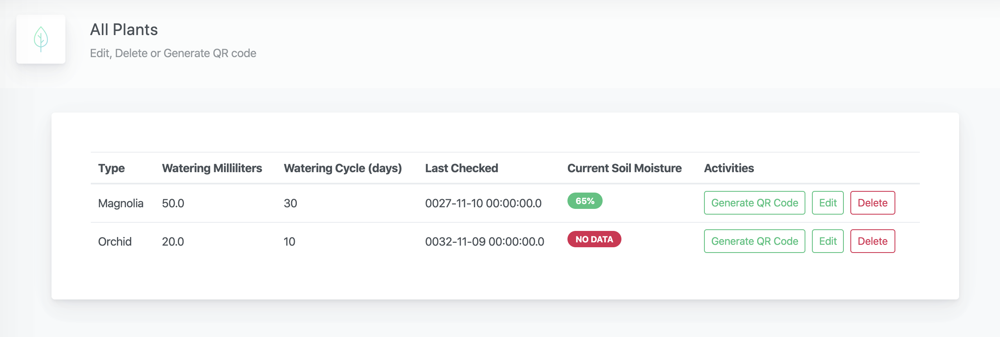 All Plants
Edit, Delete or Generate QR code
Type Watering Milliliters Watering Cycle (days) Last Checked Current Soil Moisture Activities
Magnolia 50.0 30 0027-11-10 00:00:00.0 65% Generate QR Code Edit Delete
Orchid 20.0 10 0032-11-09 00:00:00.0 NO DATA Generate QR Code Edit Delete